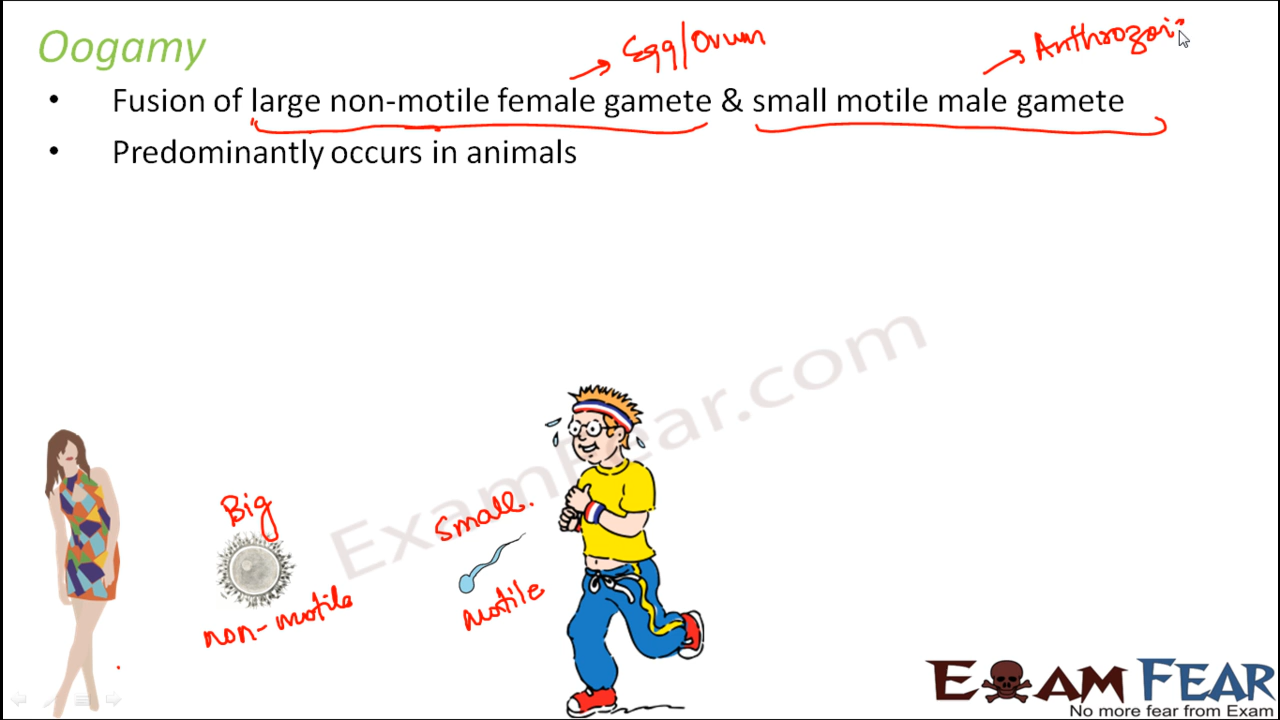 Oogamy
→ Egg/Ovum
→ Anthrozoi
• Fusion of large non-motile female gamete & small motile male gamete
• Predominantly occurs in animals
ExamFear.com
Big
non-motile
small.
motile
EXAM FEAR
No more fear from Exam